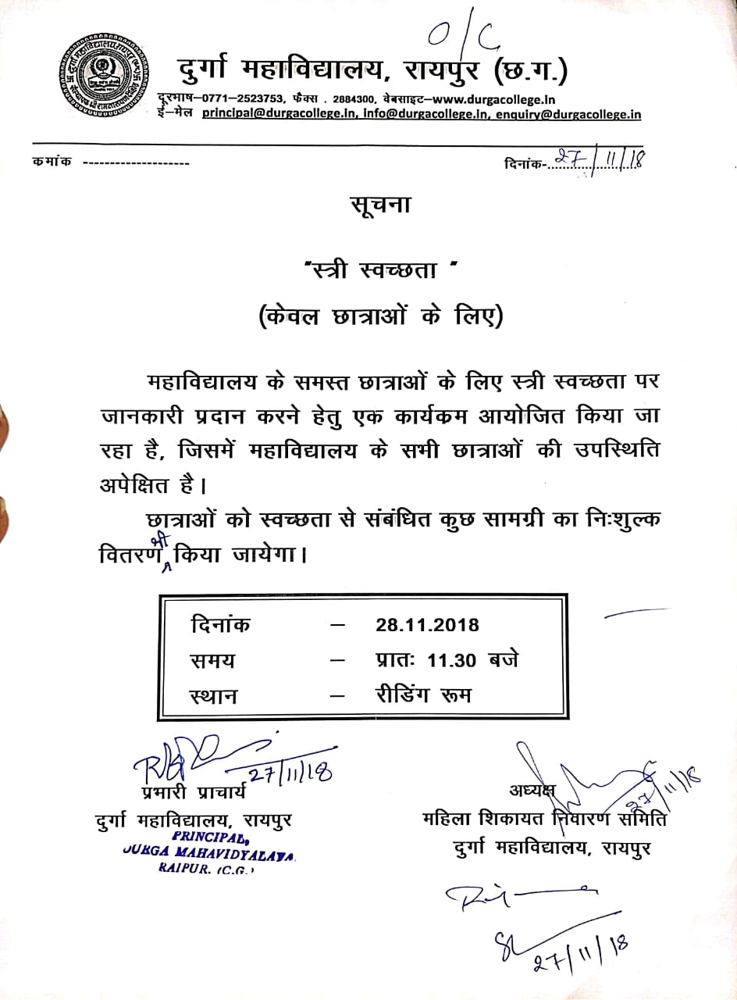 O/C
दुर्गा महाविद्यालय, रायपुर (छ.ग.)
दूरभाष–0771–2523753, फैक्स . 2884300, वेबसाइट–www.durgacollege.in
ई–मेल principal@durgacollege.in, info@durgacollege.in, enquiry@durgacollege.in
कमांक --------------------
दिनांक-..27/11/18
सूचना
"स्त्री स्वच्छता "
(केवल छात्राओं के लिए)
महाविद्यालय के समस्त छात्राओं के लिए स्त्री स्वच्छता पर
जानकारी प्रदान करने हेतु एक कार्यकम आयोजित किया जा
रहा है, जिसमें महाविद्यालय के सभी छात्राओं की उपस्थिति
अपेक्षित है।
छात्राओं को स्वच्छता से संबंधित कुछ सामग्री का निःशुल्क
वितरण भी किया जायेगा।
दिनांक – 28.11.2018
समय – प्रातः 11.30 बजे
स्थान – रीडिंग रूम
27/11/18
प्रभारी प्राचार्य
दुर्गा महाविद्यालय, रायपुर
PRINCIPAL,
DURGA MAHAVIDYALAYA
RAIPUR. (C.G.)
27/11/18
अध्यक्ष
महिला शिकायत निवारण समिति
दुर्गा महाविद्यालय, रायपुर
27/11/18